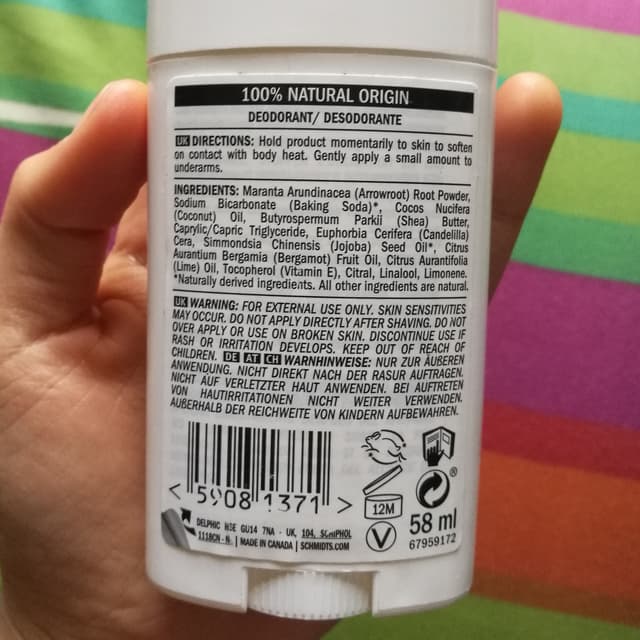 100% NATURAL ORIGIN
DEODORANT/ DESODORANTE
UK DIRECTIONS: Hold product momentarily to skin to soften
on contact with body heat. Gently apply a small amount to
underarms.
INGREDIENTS: Maranta Arundinacea (Arrowroot) Root Powder,
Sodium Bicarbonate (Baking Soda)*, Cocos Nucifera
(Coconut) Oil, Butyrospermum Parkii (Shea) Butter,
Caprylic/Capric Triglyceride, Euphorbia Cerifera (Candelilla)
Cera, Simmondsia Chinensis (Jojoba) Seed Oil*, Citrus
Aurantium Bergamia (Bergamot) Fruit Oil, Citrus Aurantifolia
(Lime) Oil, Tocopherol (Vitamin E), Citral, Linalool, Limonene.
*Naturally derived ingredients. All other ingredients are natural.
UK WARNING: FOR EXTERNAL USE ONLY. SKIN SENSITIVITIES
MAY OCCUR. DO NOT APPLY DIRECTLY AFTER SHAVING. DO NOT
OVER APPLY OR USE ON BROKEN SKIN. DISCONTINUE USE IF
RASH OR IRRITATION DEVELOPS. KEEP OUT OF REACH OF
CHILDREN. DE AT CH WARNHINWEISE: NUR ZUR ÄUßEREN
ANWENDUNG. NICHT DIREKT NACH DER RASUR AUFTRAGEN.
NICHT AUF VERLETZTER HAUT ANWENDEN. BEI AUFTRETEN
VON HAUTIRRITATIONEN NICHT WEITER VERWENDEN.
AUßERHALB DER REICHWEITE VON KINDERN AUFBEWAHREN.
< 5908 1371 >
12M
V
®
58 ml
67959172
DELPHIC HSE GU14 7NA - UK, 104, SCHIPHOL
1118CN - N. | MADE IN CANADA | SCHMIDTS.COM